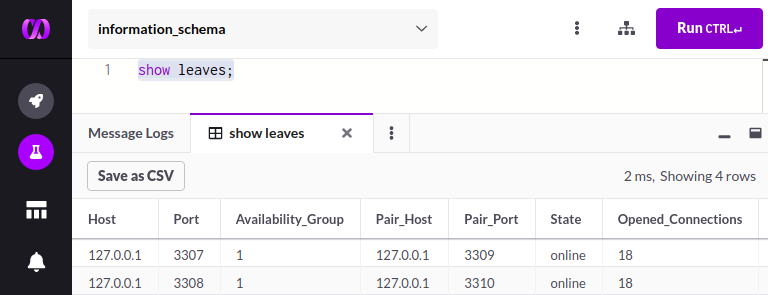 information_schema
Run CTRL↵
1 show leaves;
Message Logs show leaves
Save as CSV 2 ms, Showing 4 rows
Host Port Availability_Group Pair_Host Pair_Port State Opened_Connections
127.0.0.1 3307 1 127.0.0.1 3309 online 18
127.0.0.1 3308 1 127.0.0.1 3310 online 18